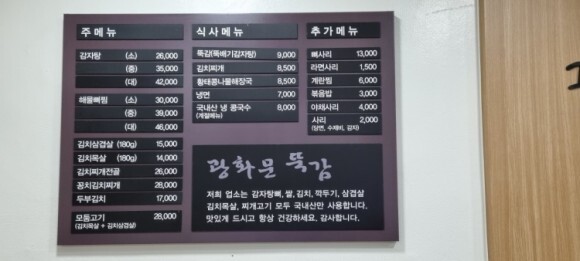 주 메 뉴
감자탕 (소) 26,000
(중) 35,000
(대) 42,000
해물뼈찜 (소) 30,000
(중) 39,000
(대) 46,000
김치삼겹살 (180g) 15,000
김치목살 (180g) 14,000
김치찌개전골 26,000
꽁치김치찌개 28,000
두부김치 17,000
모둠고기 28,000
(김치목살 + 김치삼겹살)
식 사 메 뉴
뚝감(뚝배기감자탕) 9,000
김치찌개 8,500
황태콩나물해장국 8,500
냉면 7,000
국내산 냉 콩국수 8,000
(계절메뉴)
추 가 메 뉴
뼈사리 13,000
라면사리 1,500
계란찜 6,000
볶음밥 3,000
야채사리 4,000
사리 2,000
(당면, 수제비, 감자)
광화문 뚝감
저희 업소는 감자탕뼈, 쌀, 김치, 깍두기, 삼겹살
김치목살, 찌개고기 모두 국내산만 사용합니다.
맛있게 드시고 항상 건강하세요. 감사합니다.